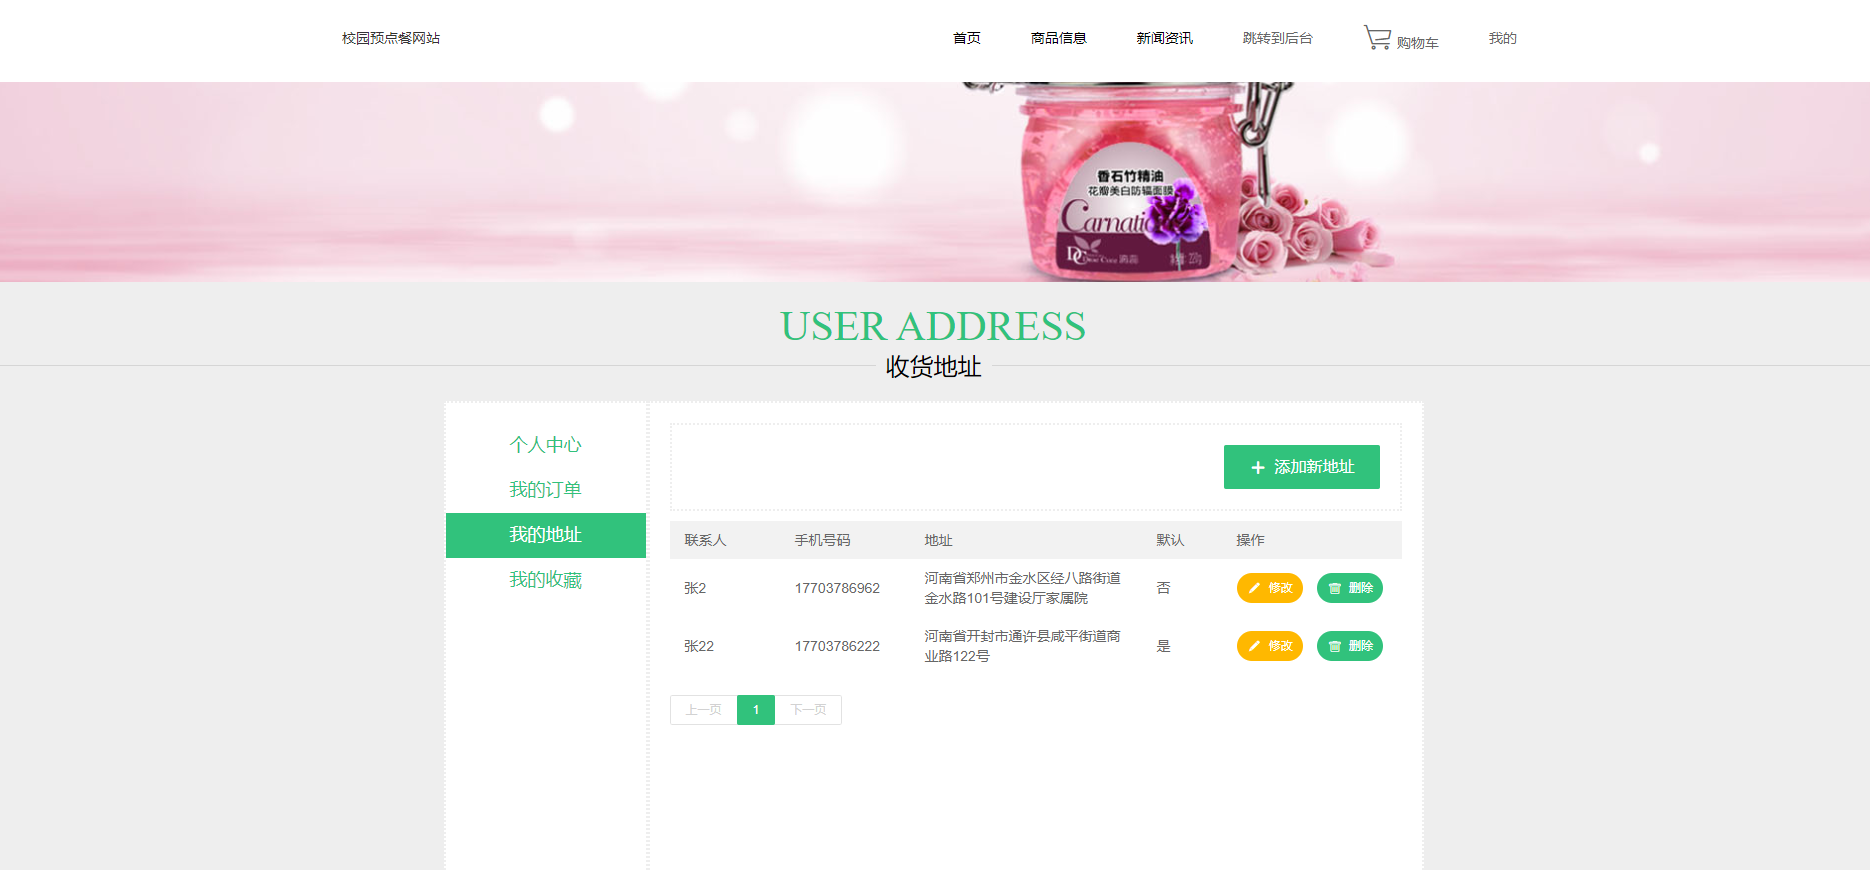 校园预点餐网站
首页
商品信息
新闻资讯
跳转到后台
购物车
我的
香石竹精油
花瓣美白防辐面膜
Carnati
DC
USER ADDRESS
收货地址
个人中心
我的订单
我的地址
我的收藏
添加新地址
联系人 手机号码 地址 默认 操作
张2 17703786962 河南省郑州市金水区经八路街道 否 修改 删除
金水路101号建设厅家属院
张22 17703786222 河南省开封市通许县咸平街道商 是 修改 删除
业路122号
上一页 1 下一页